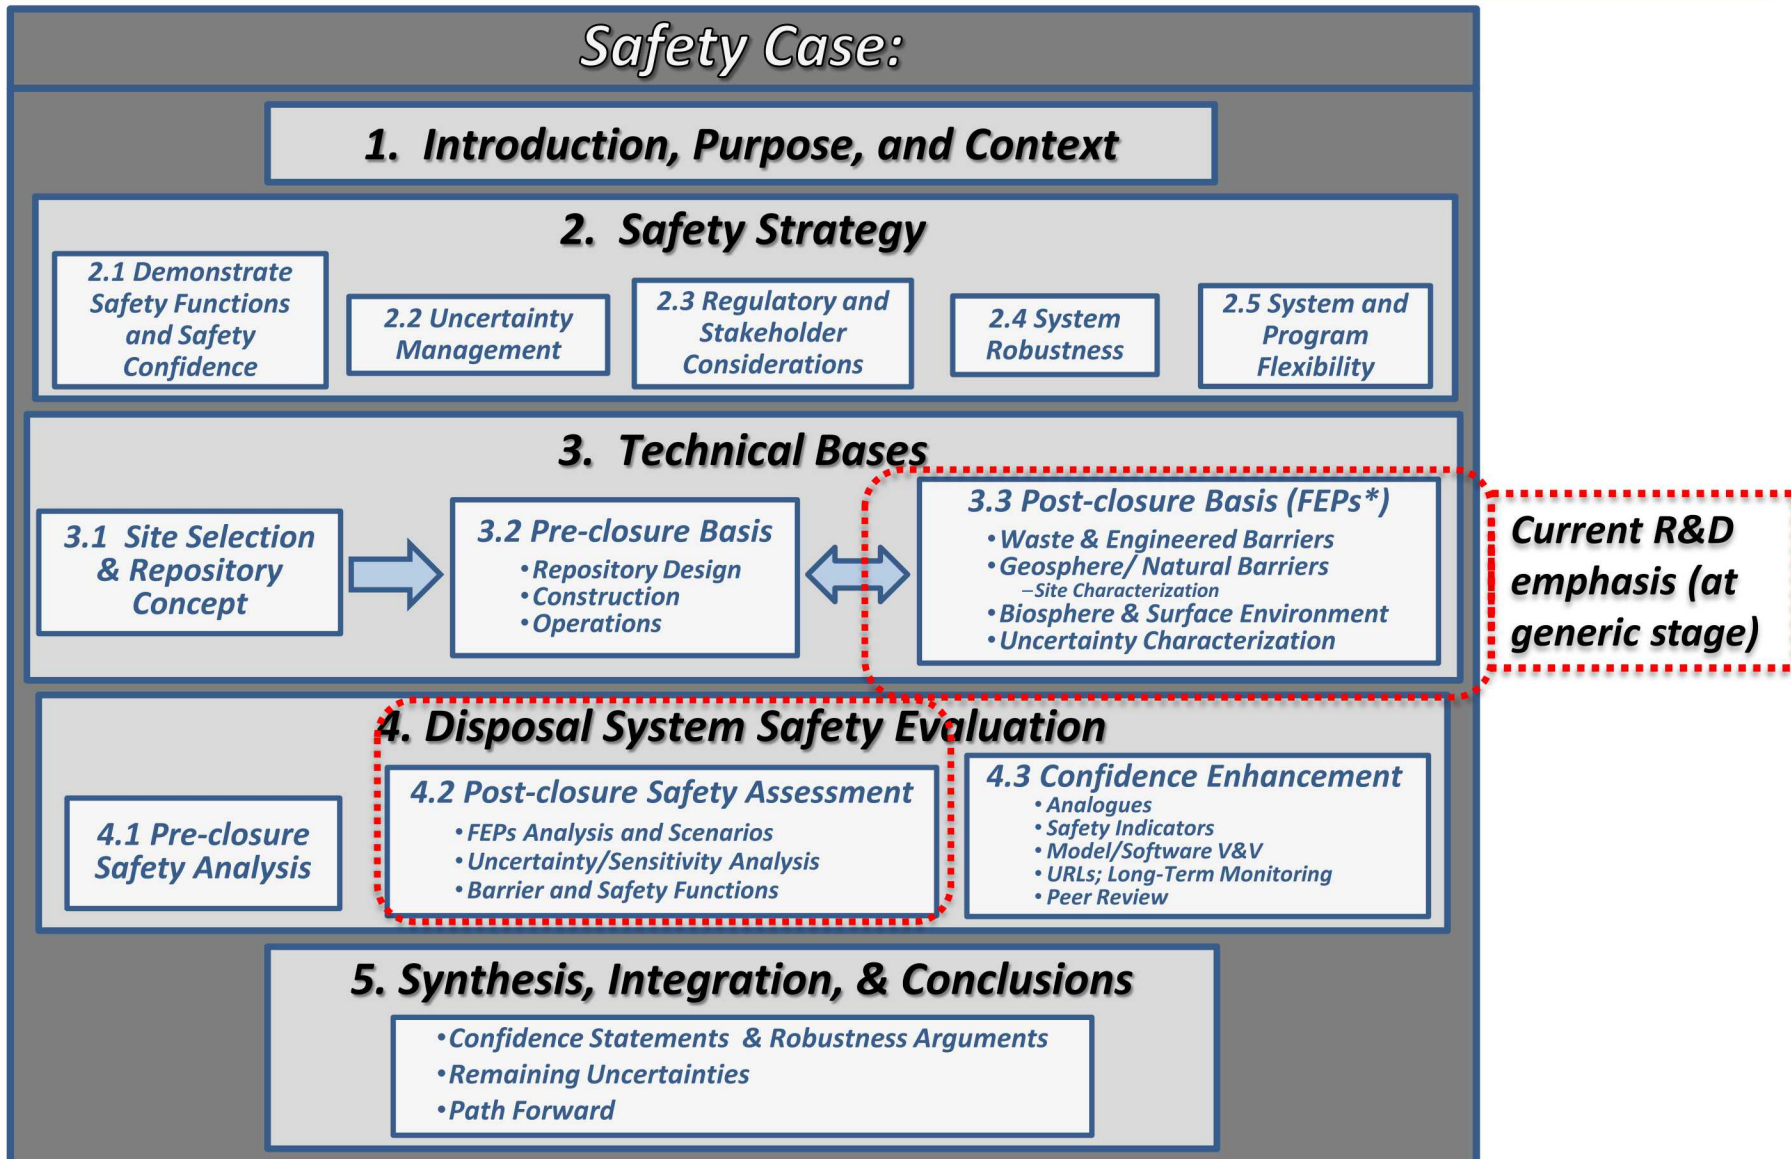 Safety Case:
1. Introduction, Purpose, and Context
2. Safety Strategy
2.1 Demonstrate
Safety Functions
and Safety
Confidence
2.2 Uncertainty
Management
2.3 Regulatory and
Stakeholder
Considerations
2.4 System
Robustness
2.5 System and
Program
Flexibility
3. Technical Bases
3.1 Site Selection
& Repository
Concept
3.2 Pre-closure Basis
•Repository Design
•Construction
•Operations
3.3 Post-closure Basis (FEPs*)
•Waste & Engineered Barriers
•Geosphere/ Natural Barriers
–Site Characterization
•Biosphere & Surface Environment
•Uncertainty Characterization
Current R&D
emphasis (at
generic stage)
4. Disposal System Safety Evaluation
4.1 Pre-closure
Safety Analysis
4.2 Post-closure Safety Assessment
•FEPs Analysis and Scenarios
•Uncertainty/Sensitivity Analysis
•Barrier and Safety Functions
4.3 Confidence Enhancement
•Analogues
•Safety Indicators
•Model/Software V&V
•URLs; Long-Term Monitoring
•Peer Review
5. Synthesis, Integration, & Conclusions
•Confidence Statements & Robustness Arguments
•Remaining Uncertainties
•Path Forward